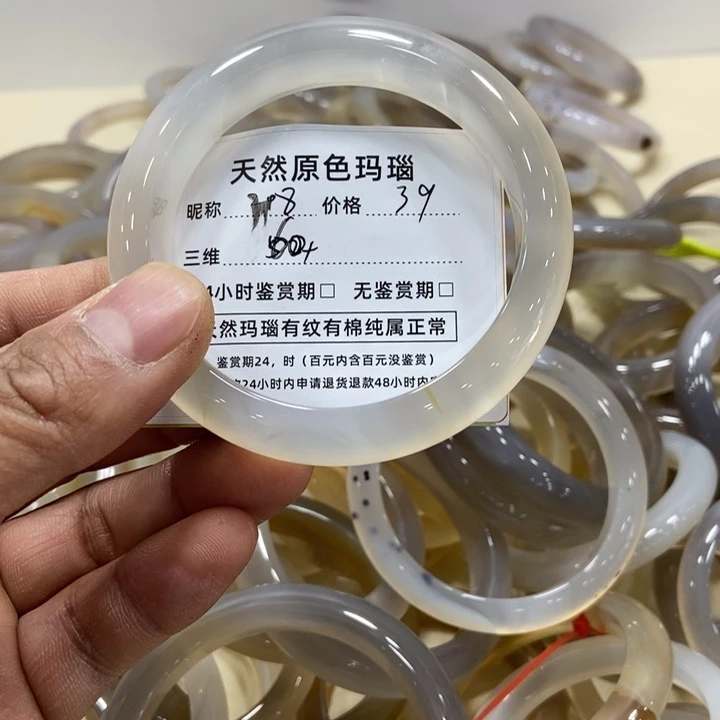 天然原色玛瑙
昵称 8 价格 39
三维
4小时鉴赏期□ 无鉴赏期□
天然玛瑙有纹有棉纯属正常
鉴赏期24，时（百元内含百元没鉴赏）
24小时内申请退货退款48小时内